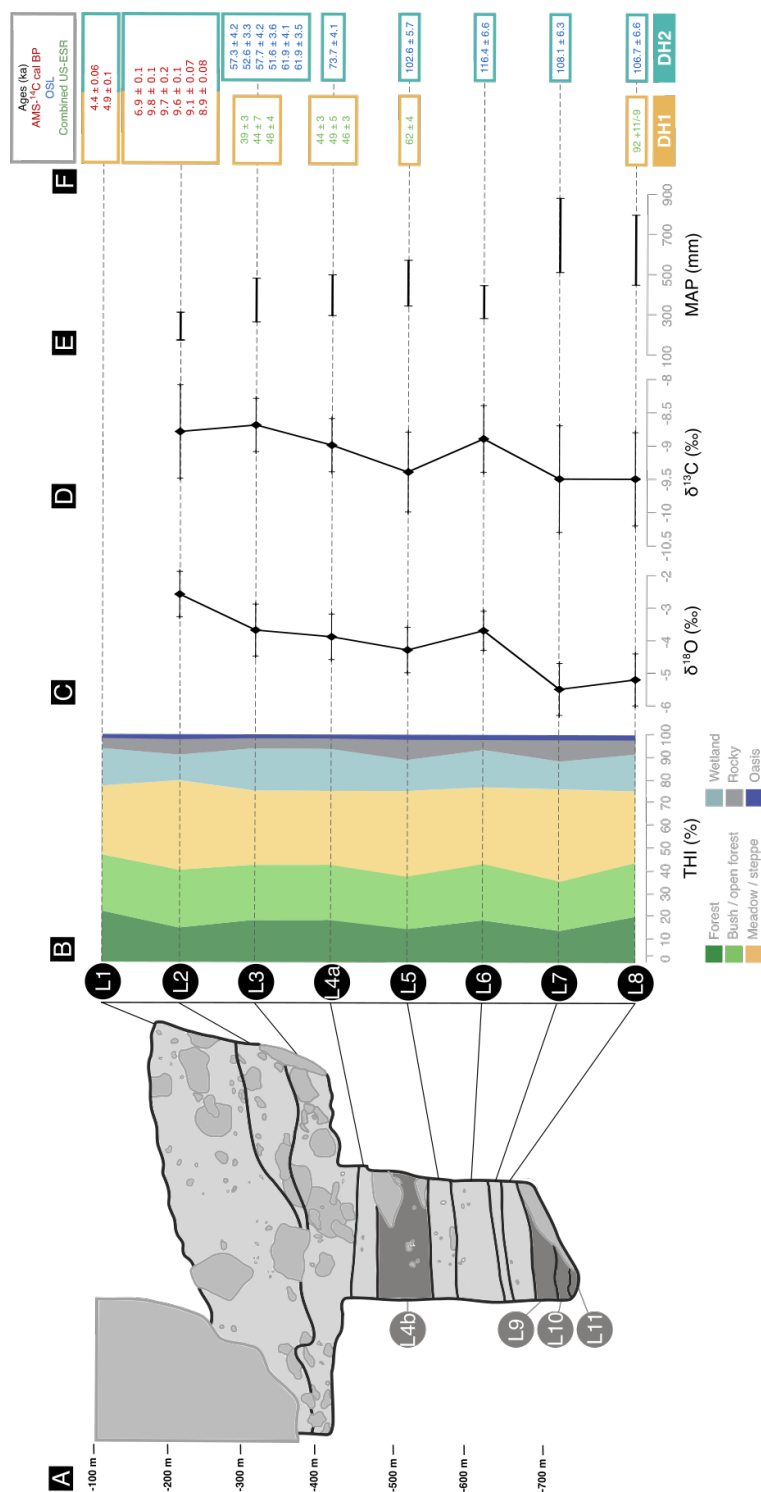 A
-100 m
-200 m
-300 m
-400 m
-500 m
-600 m
-700 m
L4b
L9
L10
L11
B
L1
L2
L3
L4a
L5
L6
L7
L8
0 10 20 30 40 50 60 70 80 90 100
THI (%)
Forest
Bush / open forest
Meadow / steppe
Wetland
Rocky
Oasis
C
-6 -5 -4 -3 -2
δ18O (‰)
D
-10.5 -10 -9.5 -9 -8.5 -8
δ13C (‰)
E
100 300 500 700 900
MAP (mm)
F
Ages (ka)
AMS-14C cal BP
OSL
Combined US-ESR
4.4 ± 0.06
4.9 ± 0.1
6.9 ± 0.1
9.8 ± 0.1
9.7 ± 0.2
9.6 ± 0.1
9.1 ± 0.07
8.9 ± 0.08
39 ± 3
44 ± 7
48 ± 4
57.3 ± 4.2
52.6 ± 3.3
57.7 ± 4.2
51.6 ± 3.6
61.9 ± 4.1
61.9 ± 3.5
44 ± 3
49 ± 5
46 ± 3
73.7 ± 4.1
62 ± 4
102.6 ± 5.7
116.4 ± 6.6
108.1 ± 6.3
92 +11/-9
106.7 ± 6.6
DH1
DH2